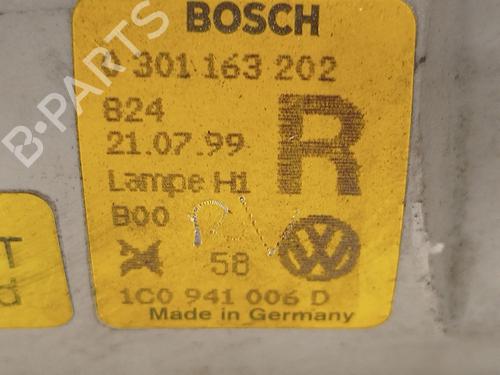 BOSCH
1 301 163 202
824
21.07.99
R
Lampe H1
B00
58
1C0 941 006 D
Made in Germany
T
d
B-PARTS